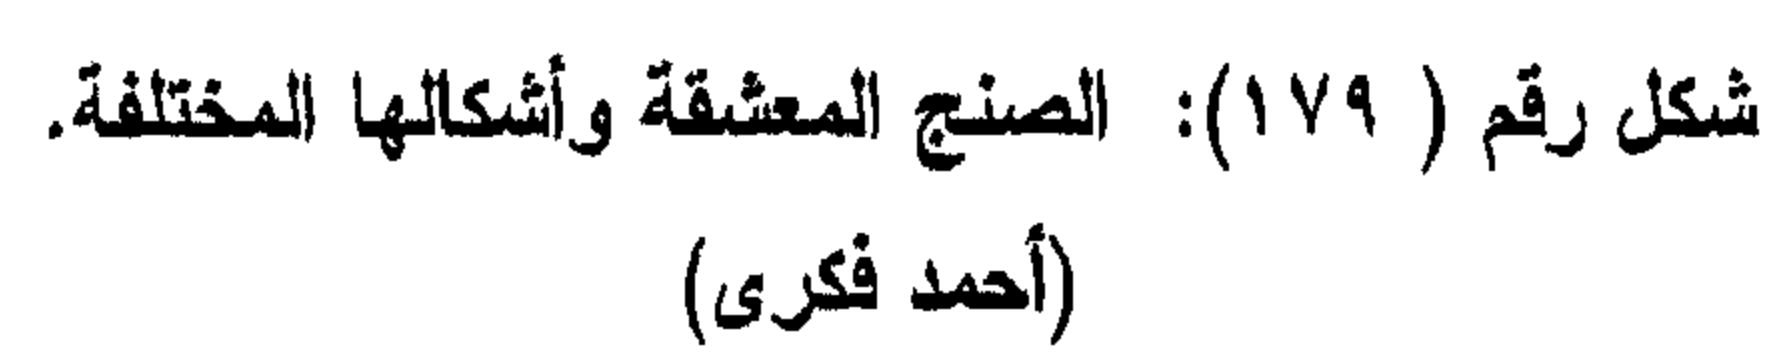 شكل رقم ( ١٧٩): الصنج المعشقة وأشكالها المختلفة.
(أحمد فكرى)